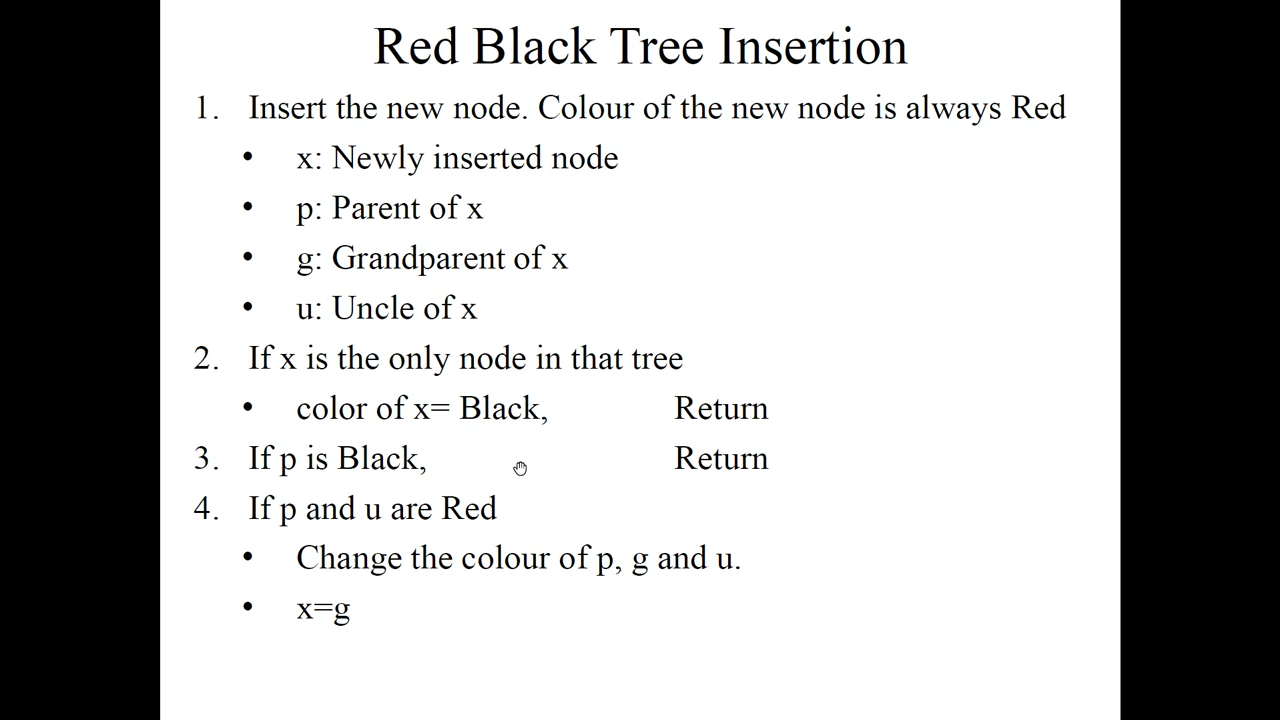 Red Black Tree Insertion
1. Insert the new node. Colour of the new node is always Red
• x: Newly inserted node
• p: Parent of x
• g: Grandparent of x
• u: Uncle of x
2. If x is the only node in that tree
• color of x= Black, Return
3. If p is Black, Return
4. If p and u are Red
• Change the colour of p, g and u.
• x=g